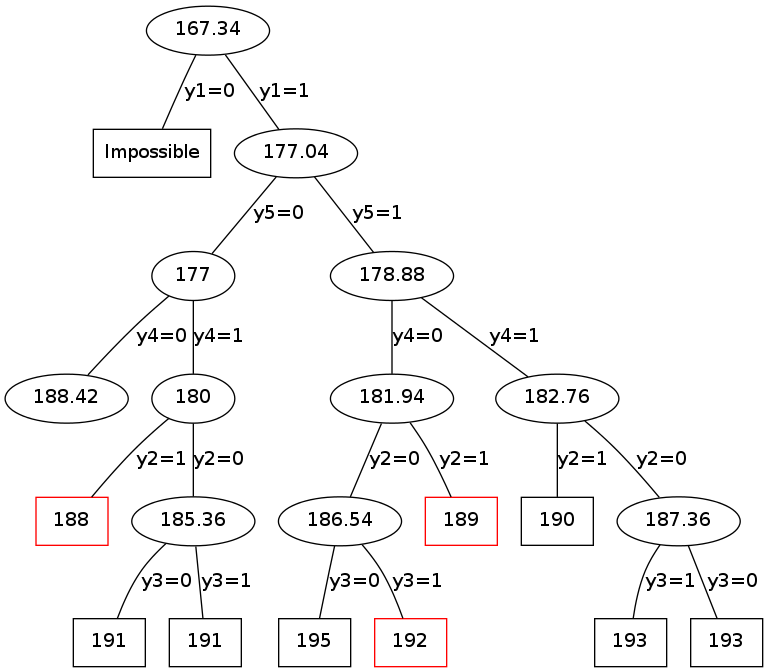 167.34
y1=0
y1=1
Impossible
177.04
y5=0
y5=1
177
178.88
y4=0
y4=1
y4=0
y4=1
188.42
180
181.94
182.76
y2=1
y2=0
y2=0
y2=1
y2=1
y2=0
188
185.36
186.54
189
190
187.36
y3=0
y3=1
y3=0
y3=1
y3=1
y3=0
191
191
195
192
193
193